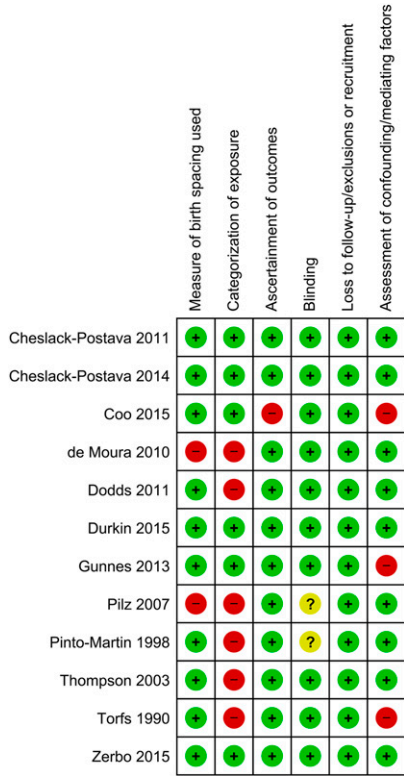 Measure of birth spacing used
Categorization of exposure
Ascertainment of outcomes
Blinding
Loss to follow-up/exclusions or recruitment
Assessment of confounding/mediating factors
Cheslack-Postava 2011 + + + + + +
Cheslack-Postava 2014 + + + + + +
Coo 2015 + + - + + -
de Moura 2010 - - + + + +
Dodds 2011 + - + + + +
Durkin 2015 + + + + + +
Gunnes 2013 + + + + + -
Pilz 2007 - - + ? + +
Pinto-Martin 1998 + - + ? + +
Thompson 2003 + - + + + +
Torfs 1990 + - + + + -
Zerbo 2015 + + + + + +